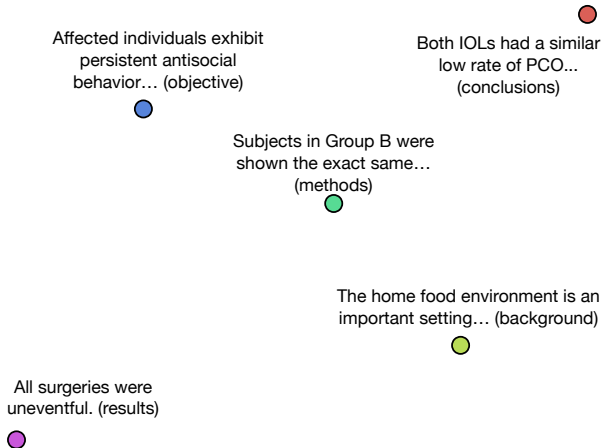 Affected individuals exhibit
persistent antisocial
behavior… (objective)
Both IOLs had a similar
low rate of PCO...
(conclusions)
Subjects in Group B were
shown the exact same…
(methods)
The home food environment is an
important setting… (background)
All surgeries were
uneventful. (results)